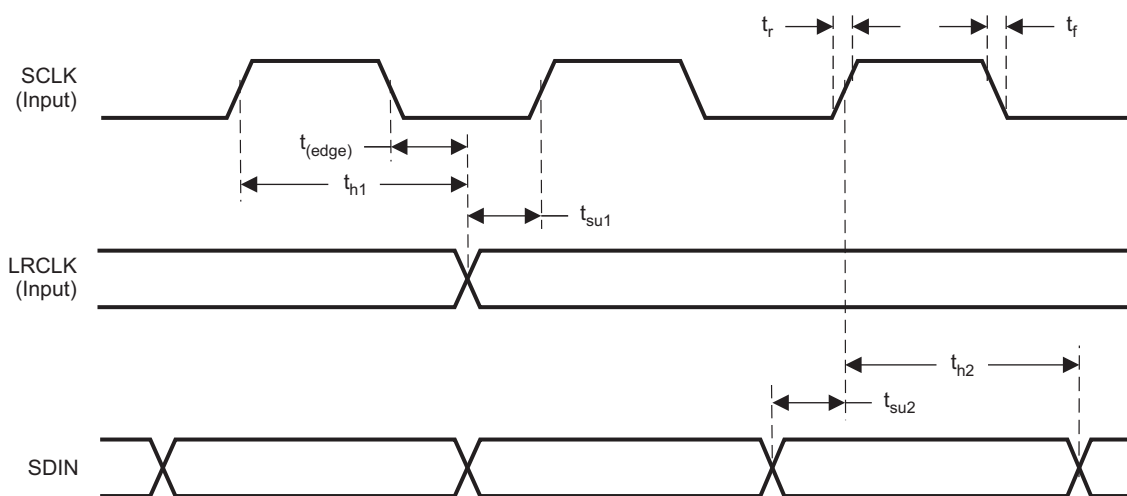 t_r
t_f
SCLK
(Input)
t_(edge)
t_h1
t_su1
LRCLK
(Input)
t_h2
t_su2
SDIN